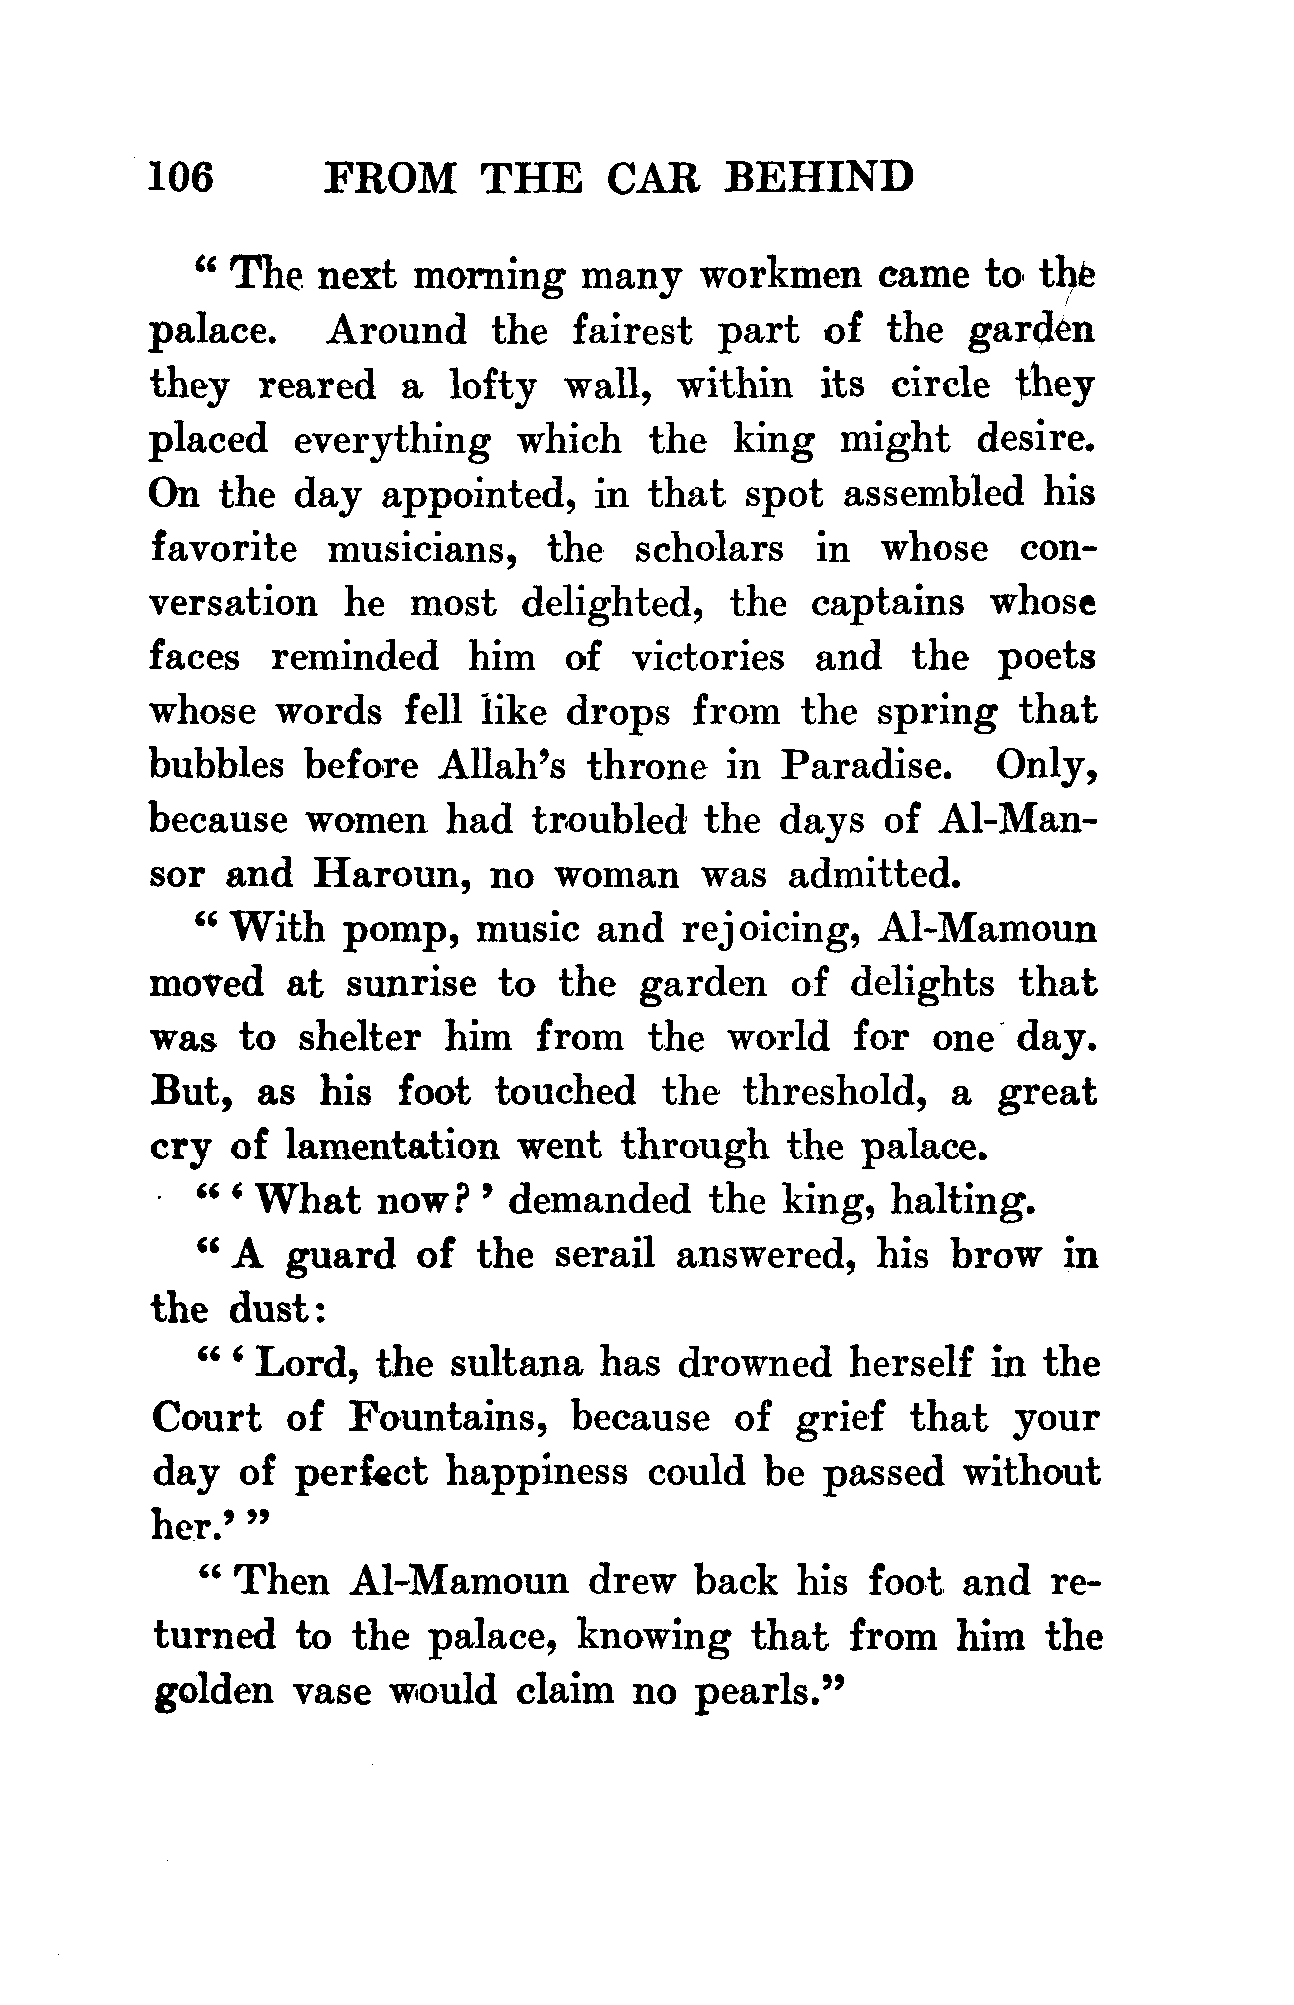 106 FROM THE CAR BEHIND
“ The next morning many workmen came to the
palace. Around the fairest part of the garden
they reared a lofty wall, within its circle they
placed everything which the king might desire.
On the day appointed, in that spot assembled his
favorite musicians, the scholars in whose con-
versation he most delighted, the captains whose
faces reminded him of victories and the poets
whose words fell like drops from the spring that
bubbles before Allah’s throne in Paradise. Only,
because women had troubled the days of Al-Man-
sor and Haroun, no woman was admitted.
“ With pomp, music and rejoicing, Al-Mamoun
moved at sunrise to the garden of delights that
was to shelter him from the world for one day.
But, as his foot touched the threshold, a great
cry of lamentation went through the palace.
“ ‘ What now? ’ demanded the king, halting.
“ A guard of the serail answered, his brow in
the dust:
“ ‘ Lord, the sultana has drowned herself in the
Court of Fountains, because of grief that your
day of perfect happiness could be passed without
her.’ ”
“ Then Al-Mamoun drew back his foot and re-
turned to the palace, knowing that from him the
golden vase would claim no pearls.”